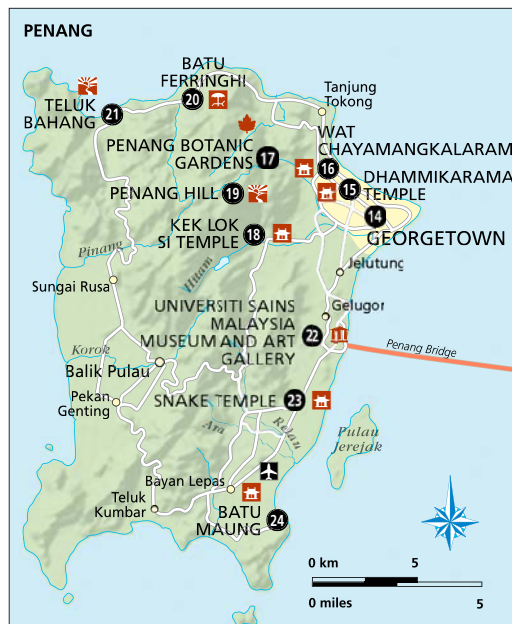 PENANG
BATU
FERRINGHI
20
TELUK
BAHANG
21
Tanjung
Tokong
WAT
CHAYAMANGKALARAM
16
PENANG BOTANIC
GARDENS
17
DHAMMIKARAMA
TEMPLE
15
PENANG HILL
19
14
GEORGETOWN
KEK LOK
SI TEMPLE
18
Pinang
Hitam
Jelutung
Sungai Rusa
UNIVERSITI SAINS
MALAYSIA
MUSEUM AND ART
GALLERY
22
Gelugor
Penang Bridge
Korok
Balik Pulau
Pekan
Genting
SNAKE TEMPLE
23
Ara
Relau
Pulau
Jerejak
Bayan Lepas
Teluk
Kumbar
BATU
MAUNG
24
0 km 5
0 miles 5